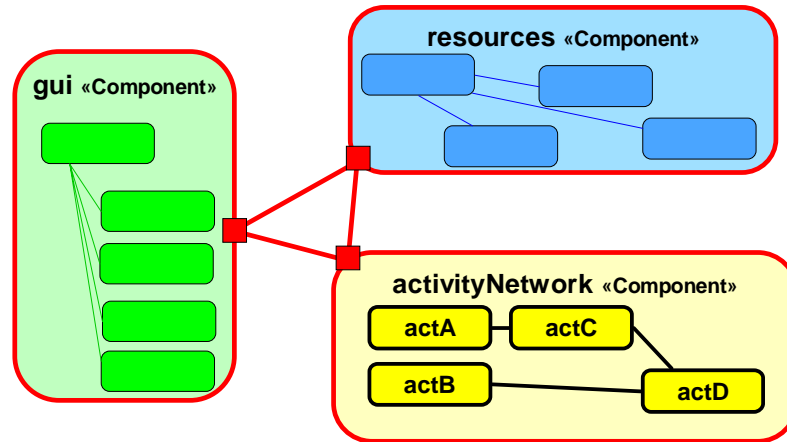 resources «Component»
gui «Component»
activityNetwork «Component»
actA
actC
actB
actD